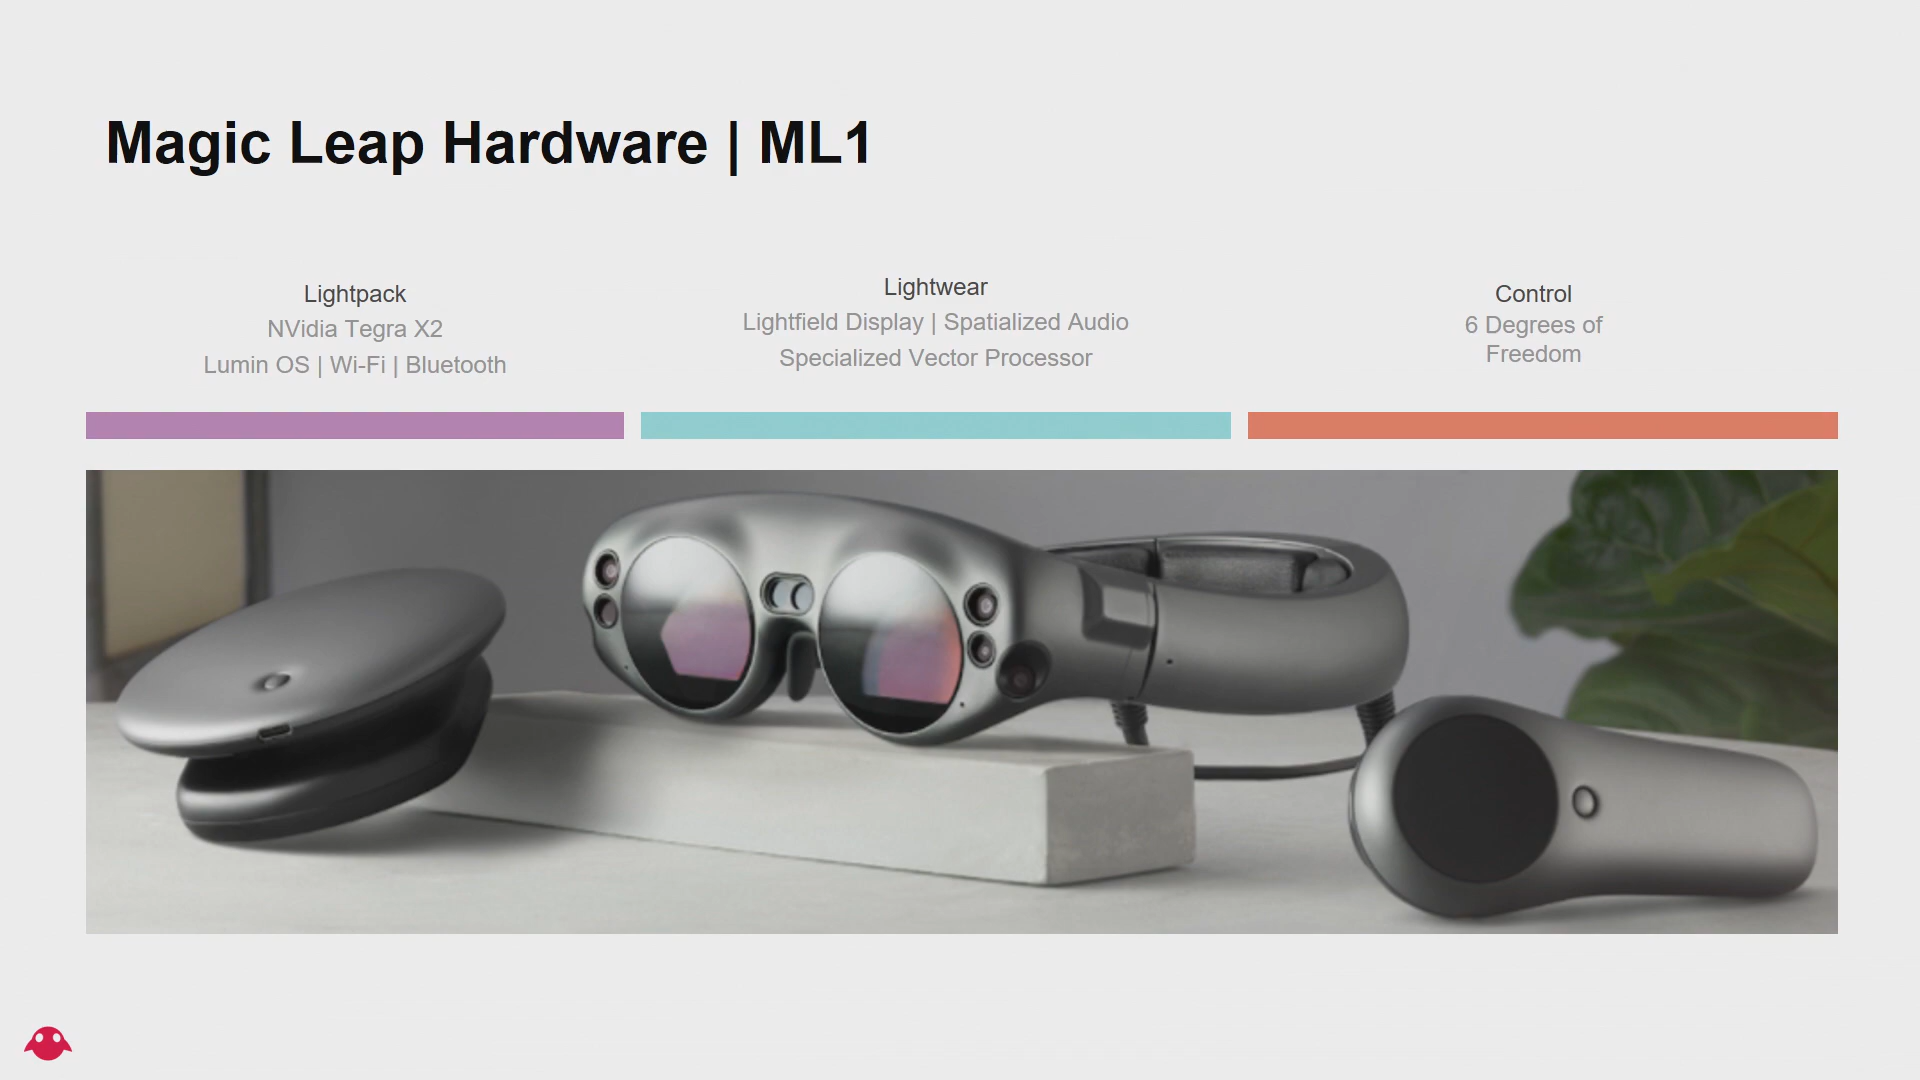 Magic Leap Hardware | ML1
Lightpack
NVidia Tegra X2
Lumin OS | Wi-Fi | Bluetooth
Lightwear
Lightfield Display | Spatialized Audio
Specialized Vector Processor
Control
6 Degrees of
Freedom